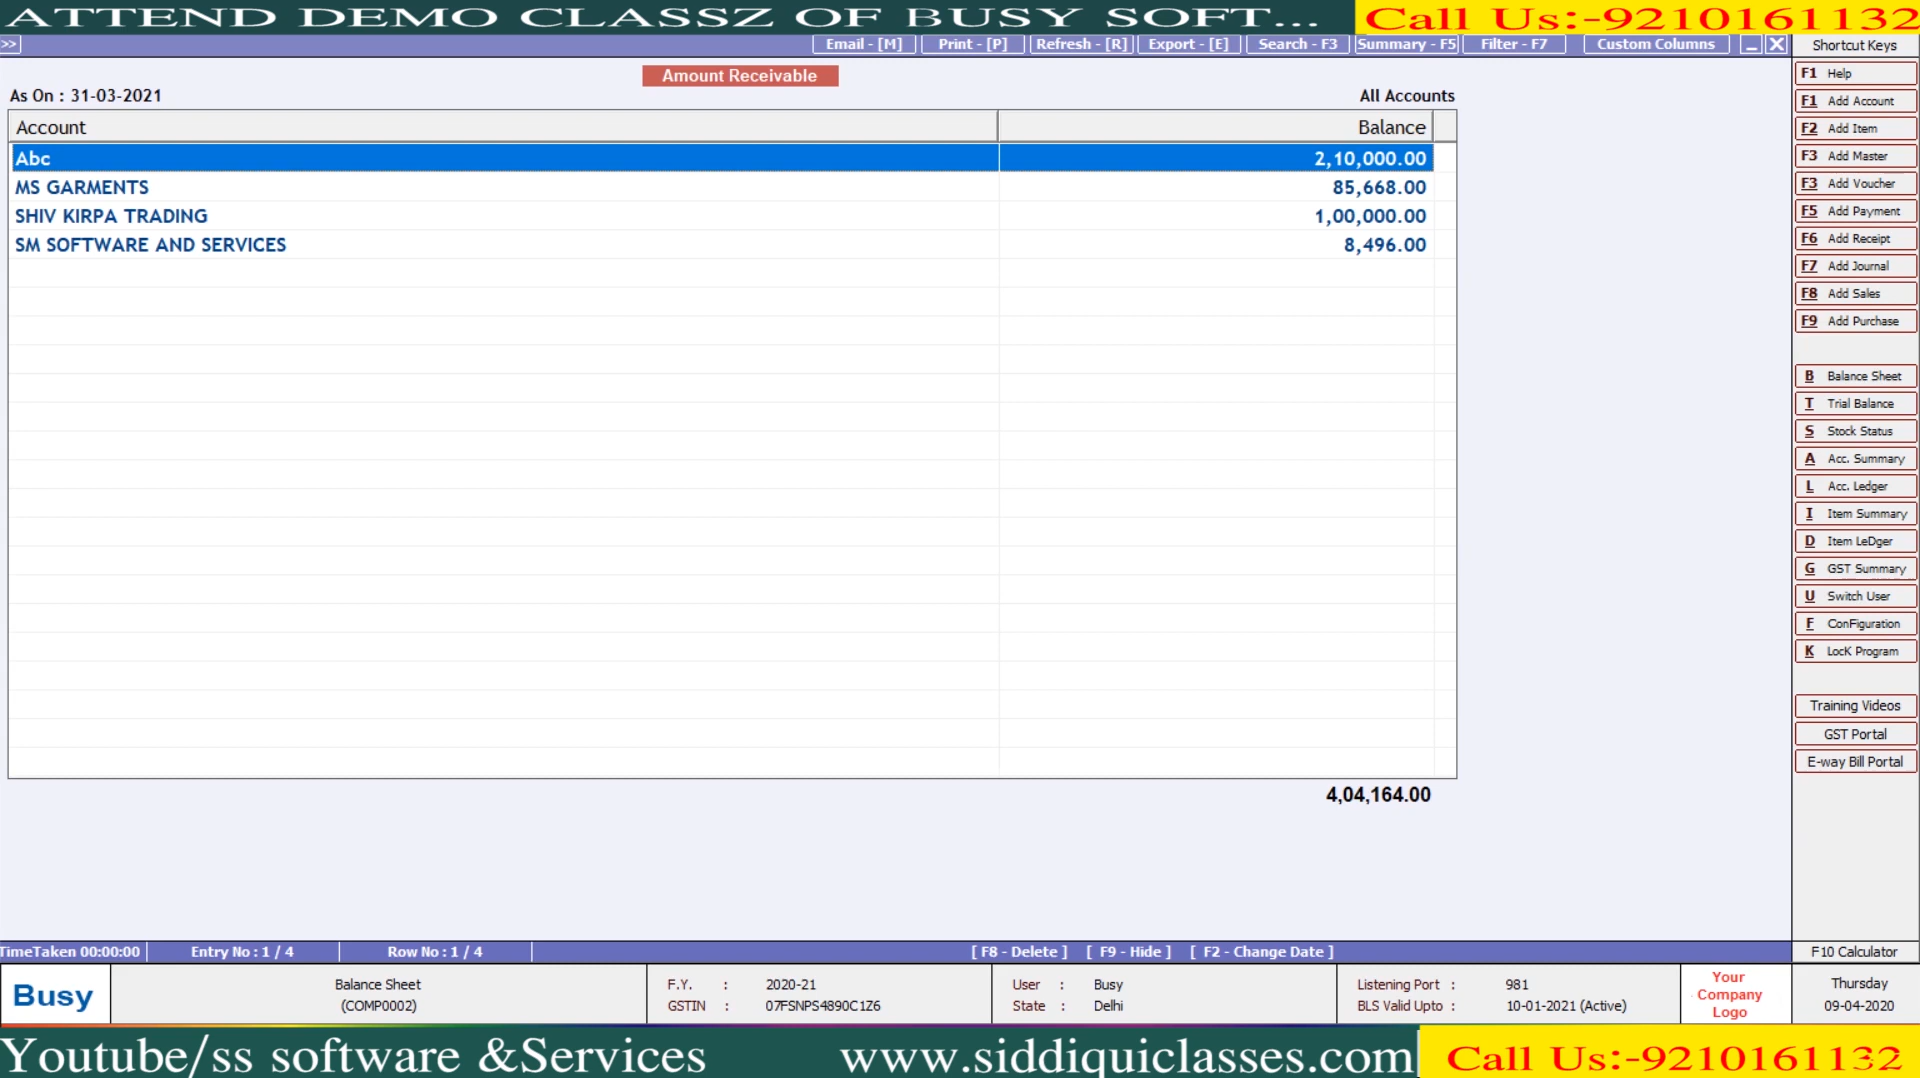 ATTEND DEMO CLASSZ OF BUSY SOFT... Call Us:-9210161132
>> Email - [M] Print - [P] Refresh - [R] Export - [E] Search - F3 Summary - F5 Filter - F7 Custom Columns _ X Shortcut Keys
Amount Receivable
As On : 31-03-2021 All Accounts
Account Balance
Abc 2,10,000.00
MS GARMENTS 85,668.00
SHIV KIRPA TRADING 1,00,000.00
SM SOFTWARE AND SERVICES 8,496.00
4,04,164.00
F1 Help
F1 Add Account
F2 Add Item
F3 Add Master
F3 Add Voucher
F5 Add Payment
F6 Add Receipt
F7 Add Journal
F8 Add Sales
F9 Add Purchase
B Balance Sheet
T Trial Balance
S Stock Status
A Acc. Summary
L Acc. Ledger
I Item Summary
D Item LeDger
G GST Summary
U Switch User
F ConFiguration
K LocK Program
Training Videos
GST Portal
E-way Bill Portal
TimeTaken 00:00:00 Entry No : 1 / 4 Row No : 1 / 4 [ F8 - Delete ] [ F9 - Hide ] [ F2 - Change Date ] F10 Calculator
Busy
Balance Sheet
(COMP0002)
F.Y. : 2020-21
GSTIN : 07FSNPS4890C1Z6
User : Busy
State : Delhi
Listening Port : 981
BLS Valid Upto : 10-01-2021 (Active)
Your
Company
Logo
Thursday
09-04-2020
Youtube/ss software &Services www.siddiquiclasses.com Call Us:-9210161132